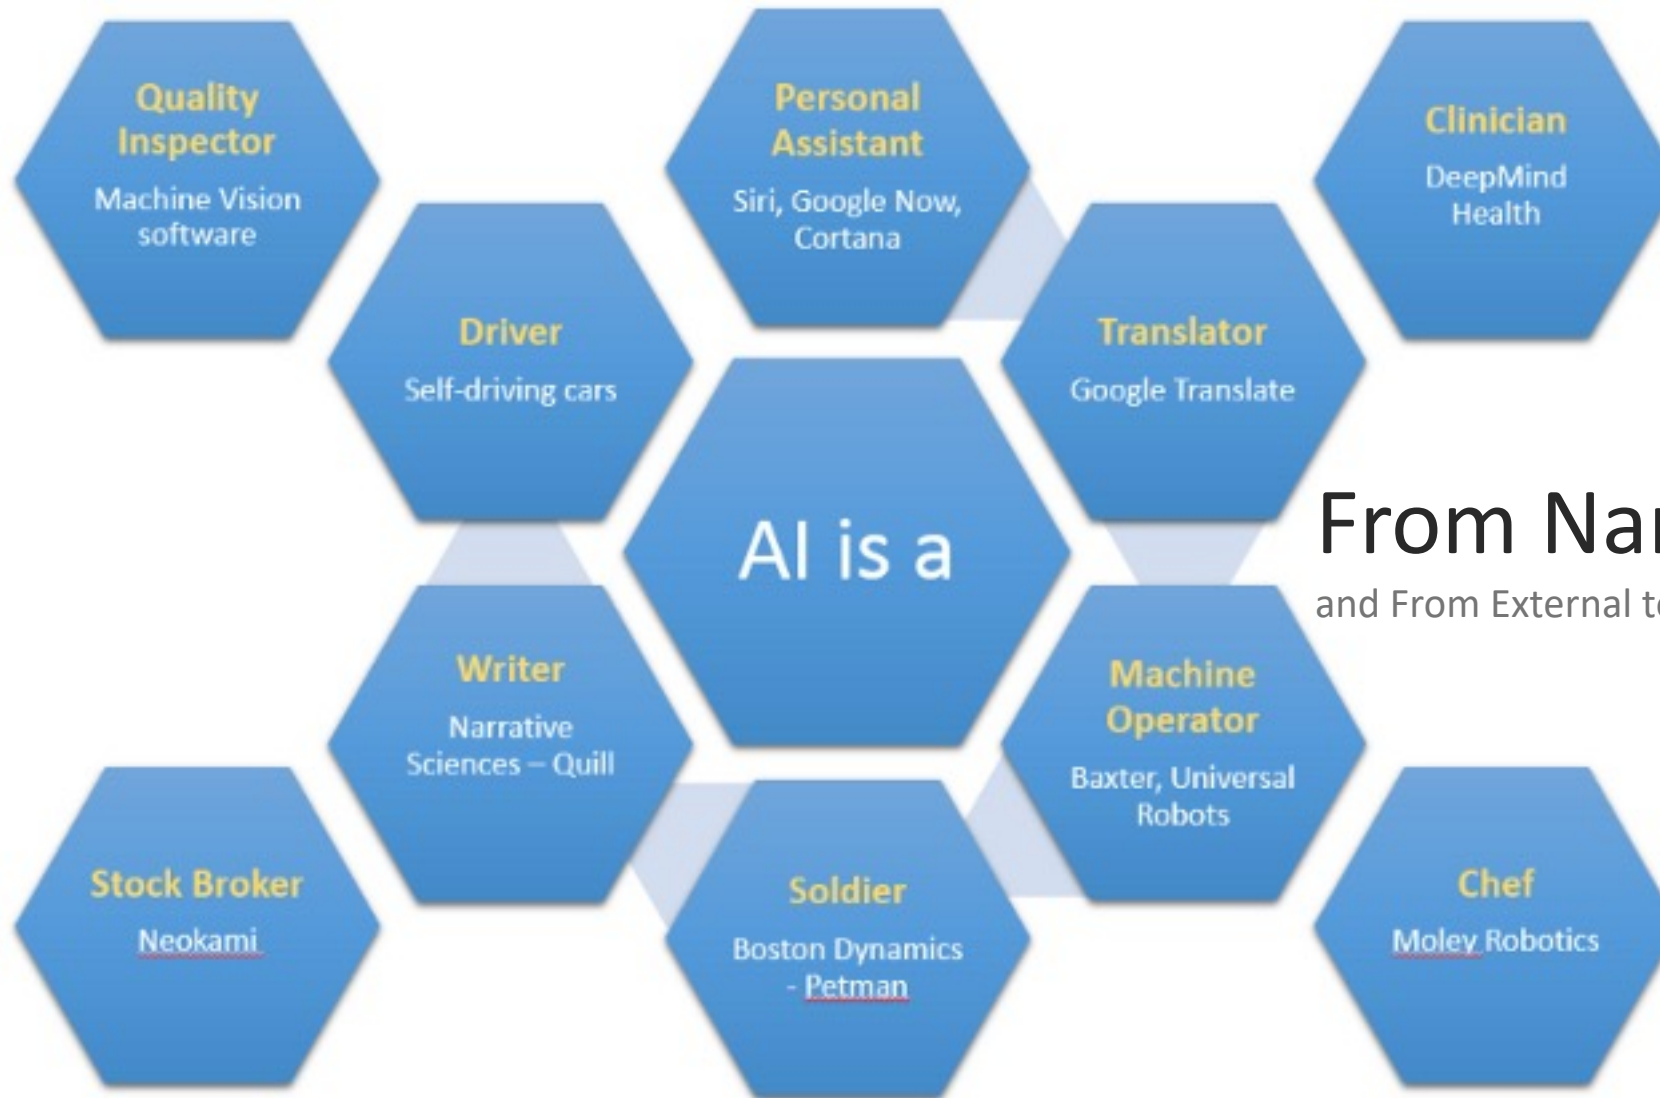 Quality
Inspector
Machine Vision
software
Personal
Assistant
Siri, Google Now,
Cortana
Clinician
DeepMind
Health
Driver
Self-driving cars
Translator
Google Translate
AI is a
From Nar
and From External to
Writer
Narrative
Sciences – Quill
Machine
Operator
Baxter, Universal
Robots
Stock Broker
Neokami
Soldier
Boston Dynamics
- Petman
Chef
Moley Robotics